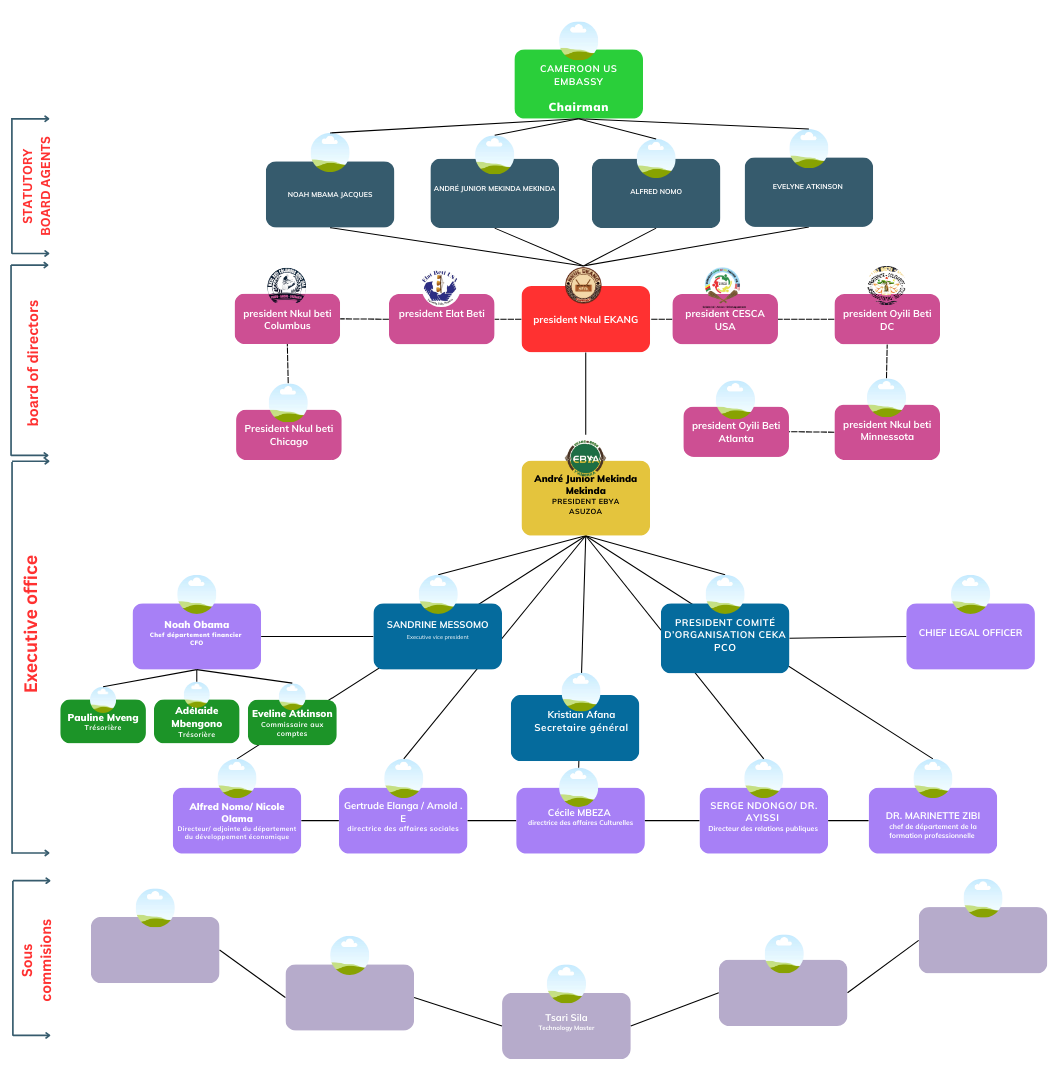 CAMEROON US
EMBASSY
Chairman
STATUTORY
BOARD AGENTS
NOAH MBAMA JACQUES
ANDRÉ JUNIOR MEKINDA MEKINDA
ALFRED NOMO
EVELYNE ATKINSON
board of directors
president Nkul beti
Columbus
Elat Beti USA
president Elat Beti
president Nkul EKANG
president CESCA
USA
president Oyili Beti
DC
President Nkul beti
Chicago
president Oyili Beti
Atlanta
president Nkul beti
Minnessota
EBYA
André Junior Mekinda
Mekinda
PRESIDENT EBYA
ASUZOA
Executive office
Noah Obama
Chef département financier
CFO
SANDRINE MESSOMO
Executive vice president
PRESIDENT COMITÉ
D'ORGANISATION CEKA
PCO
CHIEF LEGAL OFFICER
Pauline Mveng
Trésorière
Adélaide
Mbengono
Trésorière
Eveline Atkinson
Commissaire aux
comptes
Kristian Afana
Secretaire général
Alfred Nomo/ Nicole
Olama
Directeur/ adjointe du département
du développement économique
Gertrude Elanga / Arnold .
E
directrice des affaires sociales
Cécile MBEZA
directrice des affaires Culturelles
SERGE NDONGO/ DR.
AYISSI
Directeur des relations publiques
DR. MARINETTE ZIBI
chef de département de la
formation professionnelle
Sous
commisions
Tsari Sila
Technology Master